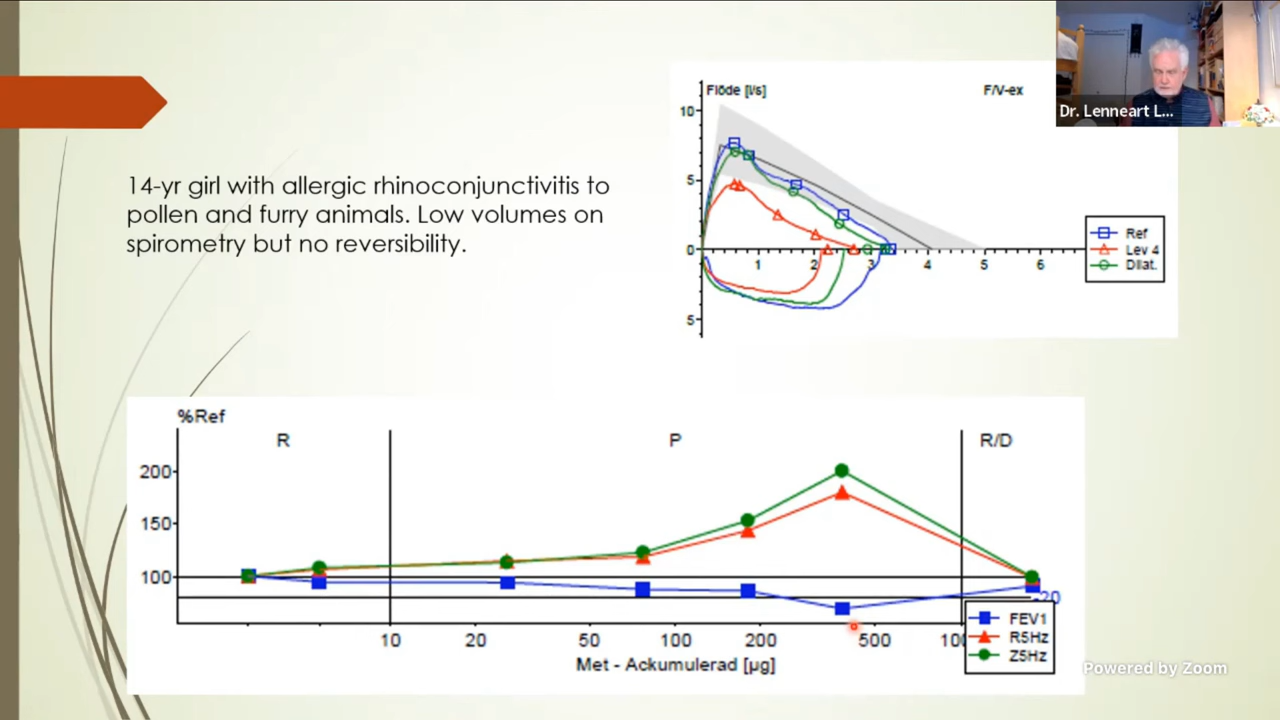 14-yr girl with allergic rhinoconjunctivitis to
pollen and furry animals. Low volumes on
spirometry but no reversibility.
Flöde [l/s]
F/V-ex
10
5
0
5
1
2
3
4
5
6
Ref
Lev 4
Dilat.
Dr. Lenneart L...
%Ref
R
P
R/D
200
150
100
-20
10
20
50
100
200
500
100
FEV1
R5Hz
Z5Hz
Met - Ackumulerad [µg]
Powered by Zoom